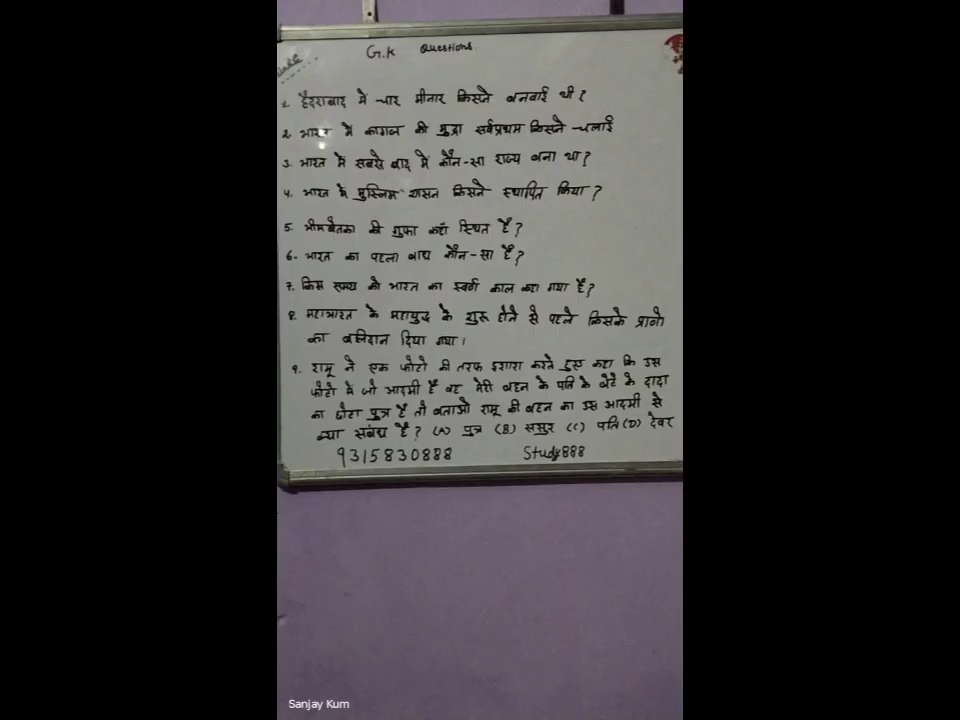 G.K Questions
1. हैदराबाद में चार मीनार किसने बनवाई थी?
2. भारत में कागज की मुद्रा सर्वप्रथम किसने चलाई
3. भारत में सबसे बाद में कौन-सा राज्य बना था?
4. भारत में मुस्लिम शासन किसने स्थापित किया?
5. भीमबेतका की गुफा कहाँ स्थित है?
6. भारत का पहला बाघ कौन-सा है?
7. किस समय को भारत का स्वर्ण काल कहा गया है?
8. महाभारत के महायुद्ध के शुरू होने से पहले किसके प्राणो
का बलिदान दिया गया।
9. रामू ने एक फोटो की तरफ इशारा करते हुए कहा कि उस
फोटो में जो आदमी है वह मेरी बहन के पति के बेटे के दादा
का छोटा पुत्र है तो बताओ रामू की बहन का उस आदमी से
क्या संबंध है? (A) पुत्र (B) ससुर (C) पति (D) देवर
9315830888 Study888
Sanjay Kum